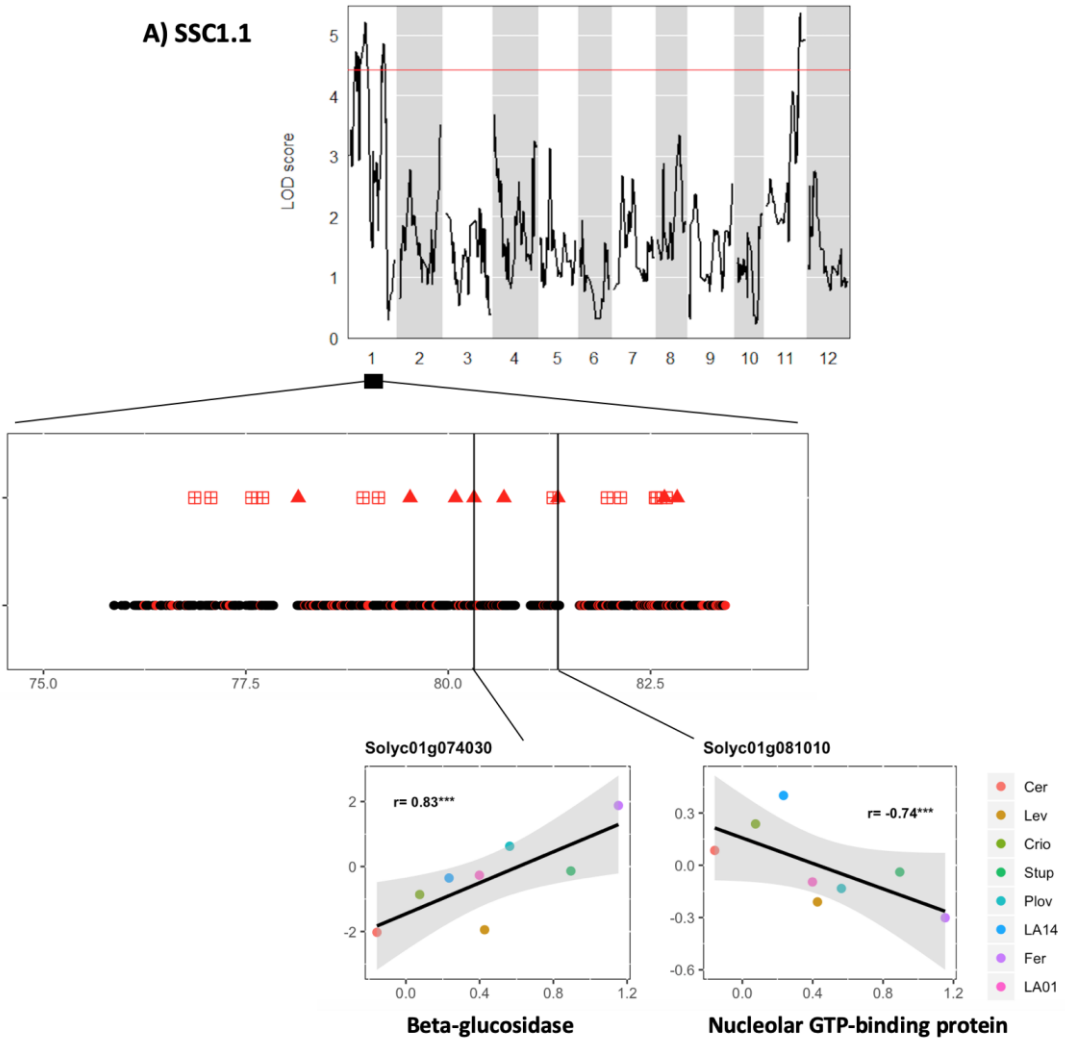 A) SSC1.1
5
4
3
2
1
0
LOD score
1 2 3 4 5 6 7 8 9 10 11 12
75.0 77.5 80.0 82.5
Solyc01g074030
r= 0.83***
2
0
-2
0.0 0.4 0.8 1.2
Beta-glucosidase
Solyc01g081010
r= -0.74***
0.3
0.0
-0.3
-0.6
0.0 0.4 0.8 1.2
Nucleolar GTP-binding protein
Cer
Lev
Crio
Stup
Plov
LA14
Fer
LA01